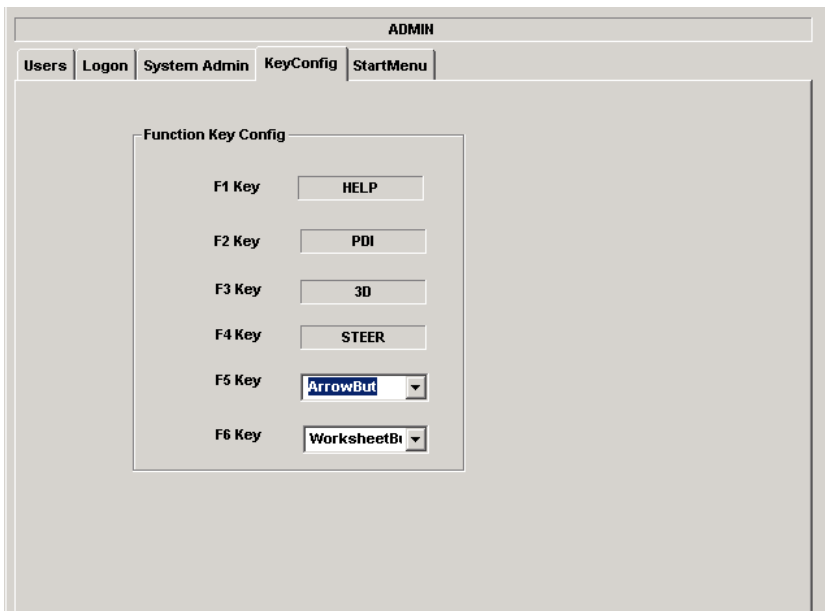 ADMIN
Users Logon System Admin KeyConfig StartMenu
Function Key Config
F1 Key HELP
F2 Key PDI
F3 Key 3D
F4 Key STEER
F5 Key ArrowBut
F6 Key WorksheetBu